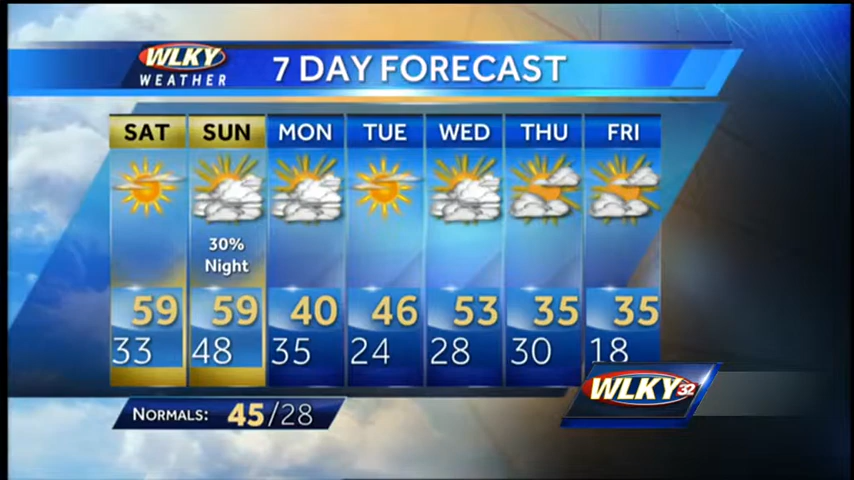 WLKY
WEATHER
7 DAY FORECAST
SAT SUN MON TUE WED THU FRI
30%
Night
59 59 40 46 53 35 35
33 48 35 24 28 30 18
WLKY 32
NORMALS: 45/28